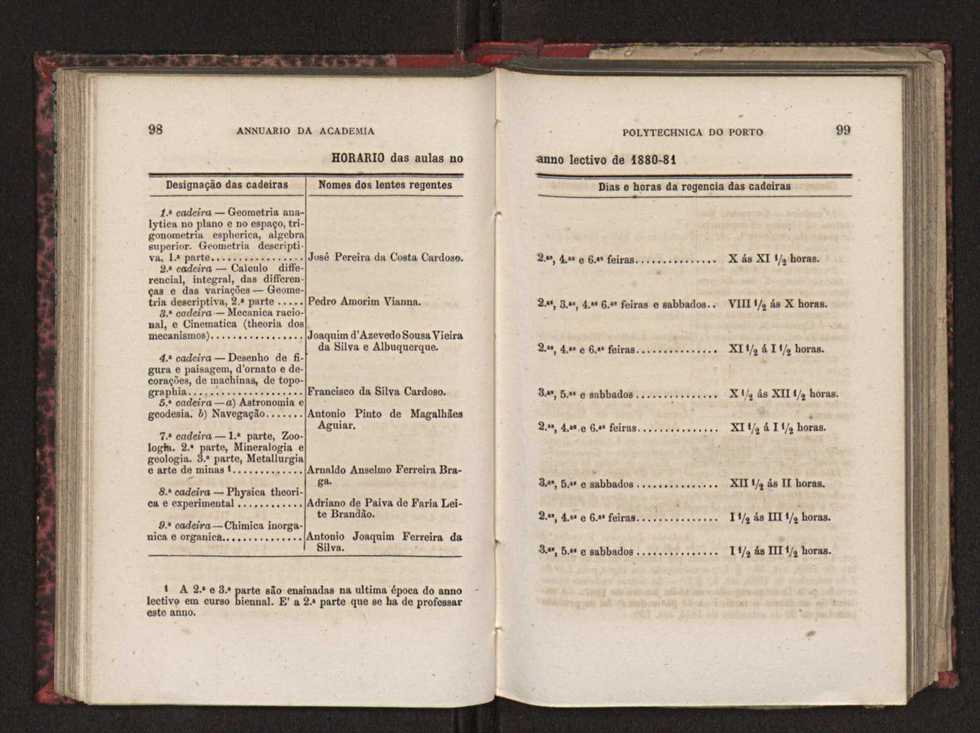 98 ANNUARIO DA ACADEMIA
HORARIO das aulas no
Designação das cadeiras
Nomes dos lentes regentes
1.ª cadeira — Geometria ana-
lytica no plano e no espaço, tri-
gonometria espherica, algebra
superior. Geometria descripti-
va, 1.ª parte................ José Pereira da Costa Cardoso.
2.ª cadeira — Calculo diffe-
rencial, integral, das differen-
ças e das variações — Geome-
tria descriptiva, 2.ª parte ..... Pedro Amorim Vianna.
3.ª cadeira — Mecanica racio-
nal, e Cinematica (theoria dos
mecanismos)................ Joaquim d'Azevedo Sousa Vieira
da Silva e Albuquerque.
4.ª cadeira — Desenho de fi-
gura e paisagem, d'ornato e de-
corações, de machinas, de topo-
graphia.................... Francisco da Silva Cardoso.
5.ª cadeira — a) Astronomia e
geodesia. b) Navegação....... Antonio Pinto de Magalhães
Aguiar.
7.ª cadeira — 1.ª parte, Zoo-
logia. 2.ª parte, Mineralogia e
geologia. 3.ª parte, Metallurgia
e arte de minas 1............ Arnaldo Anselmo Ferreira Bra-
ga.
8.ª cadeira — Physica theori-
ca e experimental ........... Adriano de Paiva de Faria Lei-
te Brandão.
9.ª cadeira — Chimica inorga-
nica e organica.............. Antonio Joaquim Ferreira da
Silva.
1 A 2.ª e 3.ª parte são ensinadas na ultima época do anno
lectivo em curso biennal. E' a 2.ª parte que se ha de professar
este anno.
POLYTECHNICA DO PORTO 99
anno lectivo de 1880-81
Dias e horas da regencia das cadeiras
2.as, 4.as e 6.as feiras.............. X ás XI 1/2 horas.
2.as, 3.as, 4.as 6.as feiras e sabbados.. VIII 1/2 ás X horas.
2.as, 4.as e 6.as feiras.............. XI 1/2 á I 1/2 horas.
3.as, 5.as e sabbados .............. X 1/2 ás XII 1/2 horas.
2.as, 4.as e 6.as feiras.............. XI 1/2 á I 1/2 horas.
3.as, 5.as e sabbados .............. XII 1/2 ás II horas.
2.as, 4.as e 6.as feiras.............. I 1/2 ás III 1/2 horas.
3.as, 5.as e sabbados .............. I 1/2 ás III 1/2 horas.